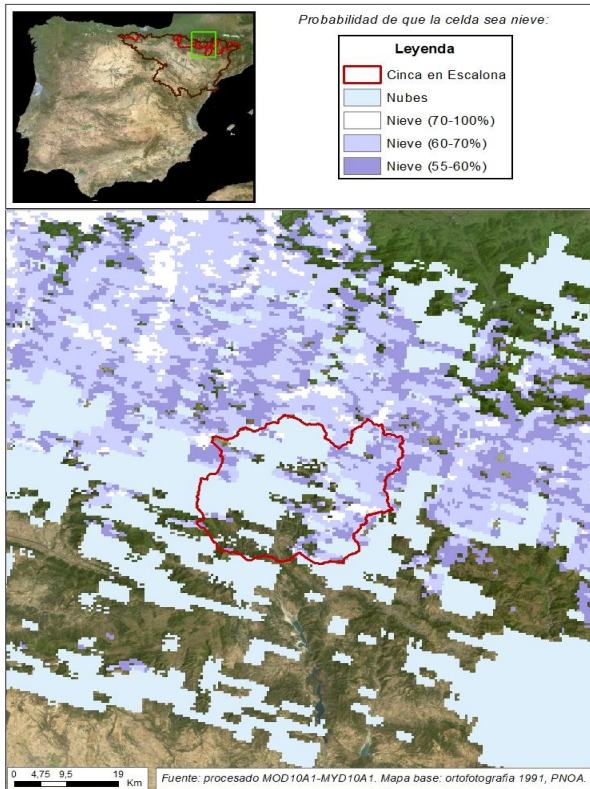 Probabilidad de que la celda sea nieve:
Leyenda
Cinca en Escalona
Nubes
Nieve (70-100%)
Nieve (60-70%)
Nieve (55-60%)
0 4,75 9,5 19
Km
Fuente: procesado MOD10A1-MYD10A1. Mapa base: ortofotografia 1991, PNOA.